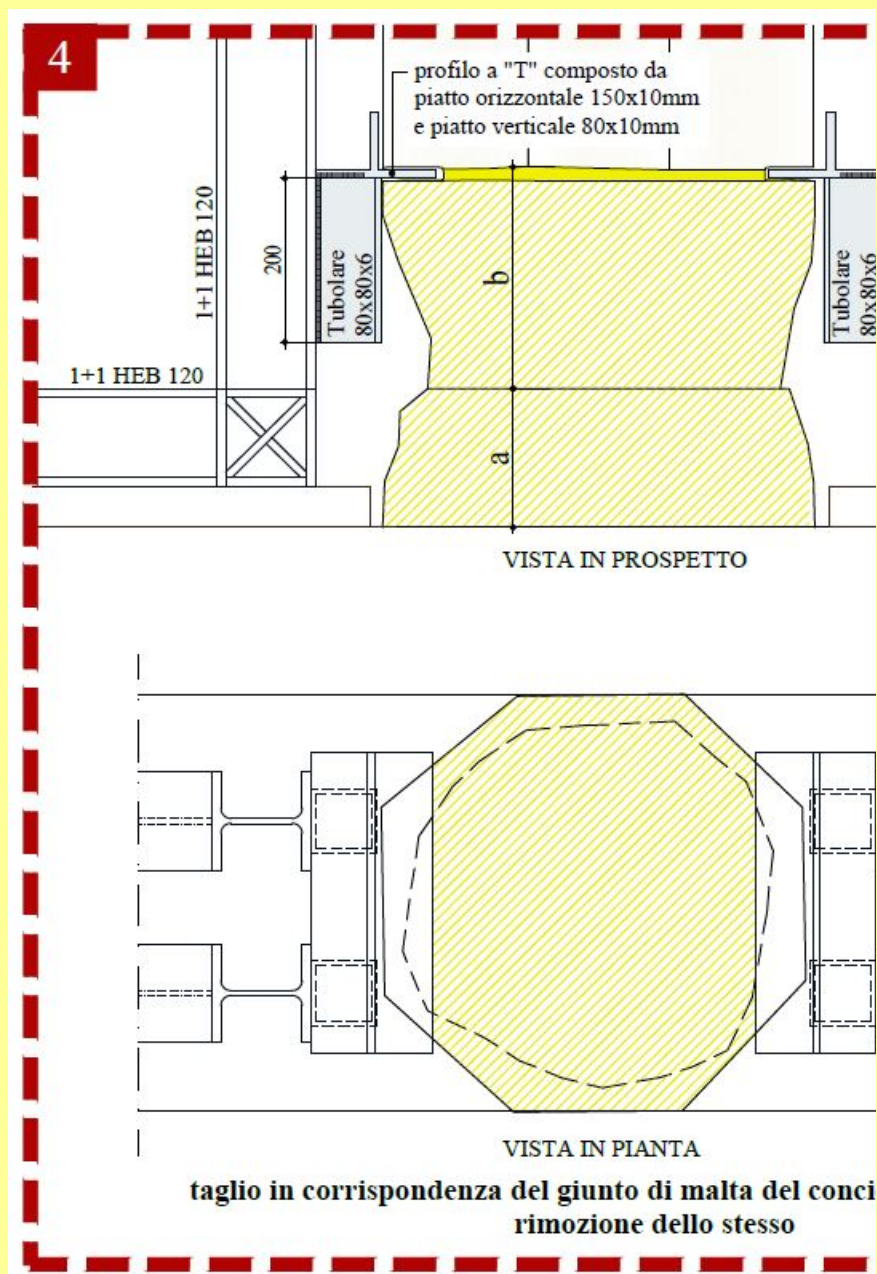 4
profilo a "T" composto da
piatto orizzontale 150x10mm
e piatto verticale 80x10mm
1+1 HEB 120
200
Tubolare
80x80x6
b
Tubolare
80x80x6
1+1 HEB 120
a
VISTA IN PROSPETTO
VISTA IN PIANTA
taglio in corrispondenza del giunto di malta del conci
rimozione dello stesso